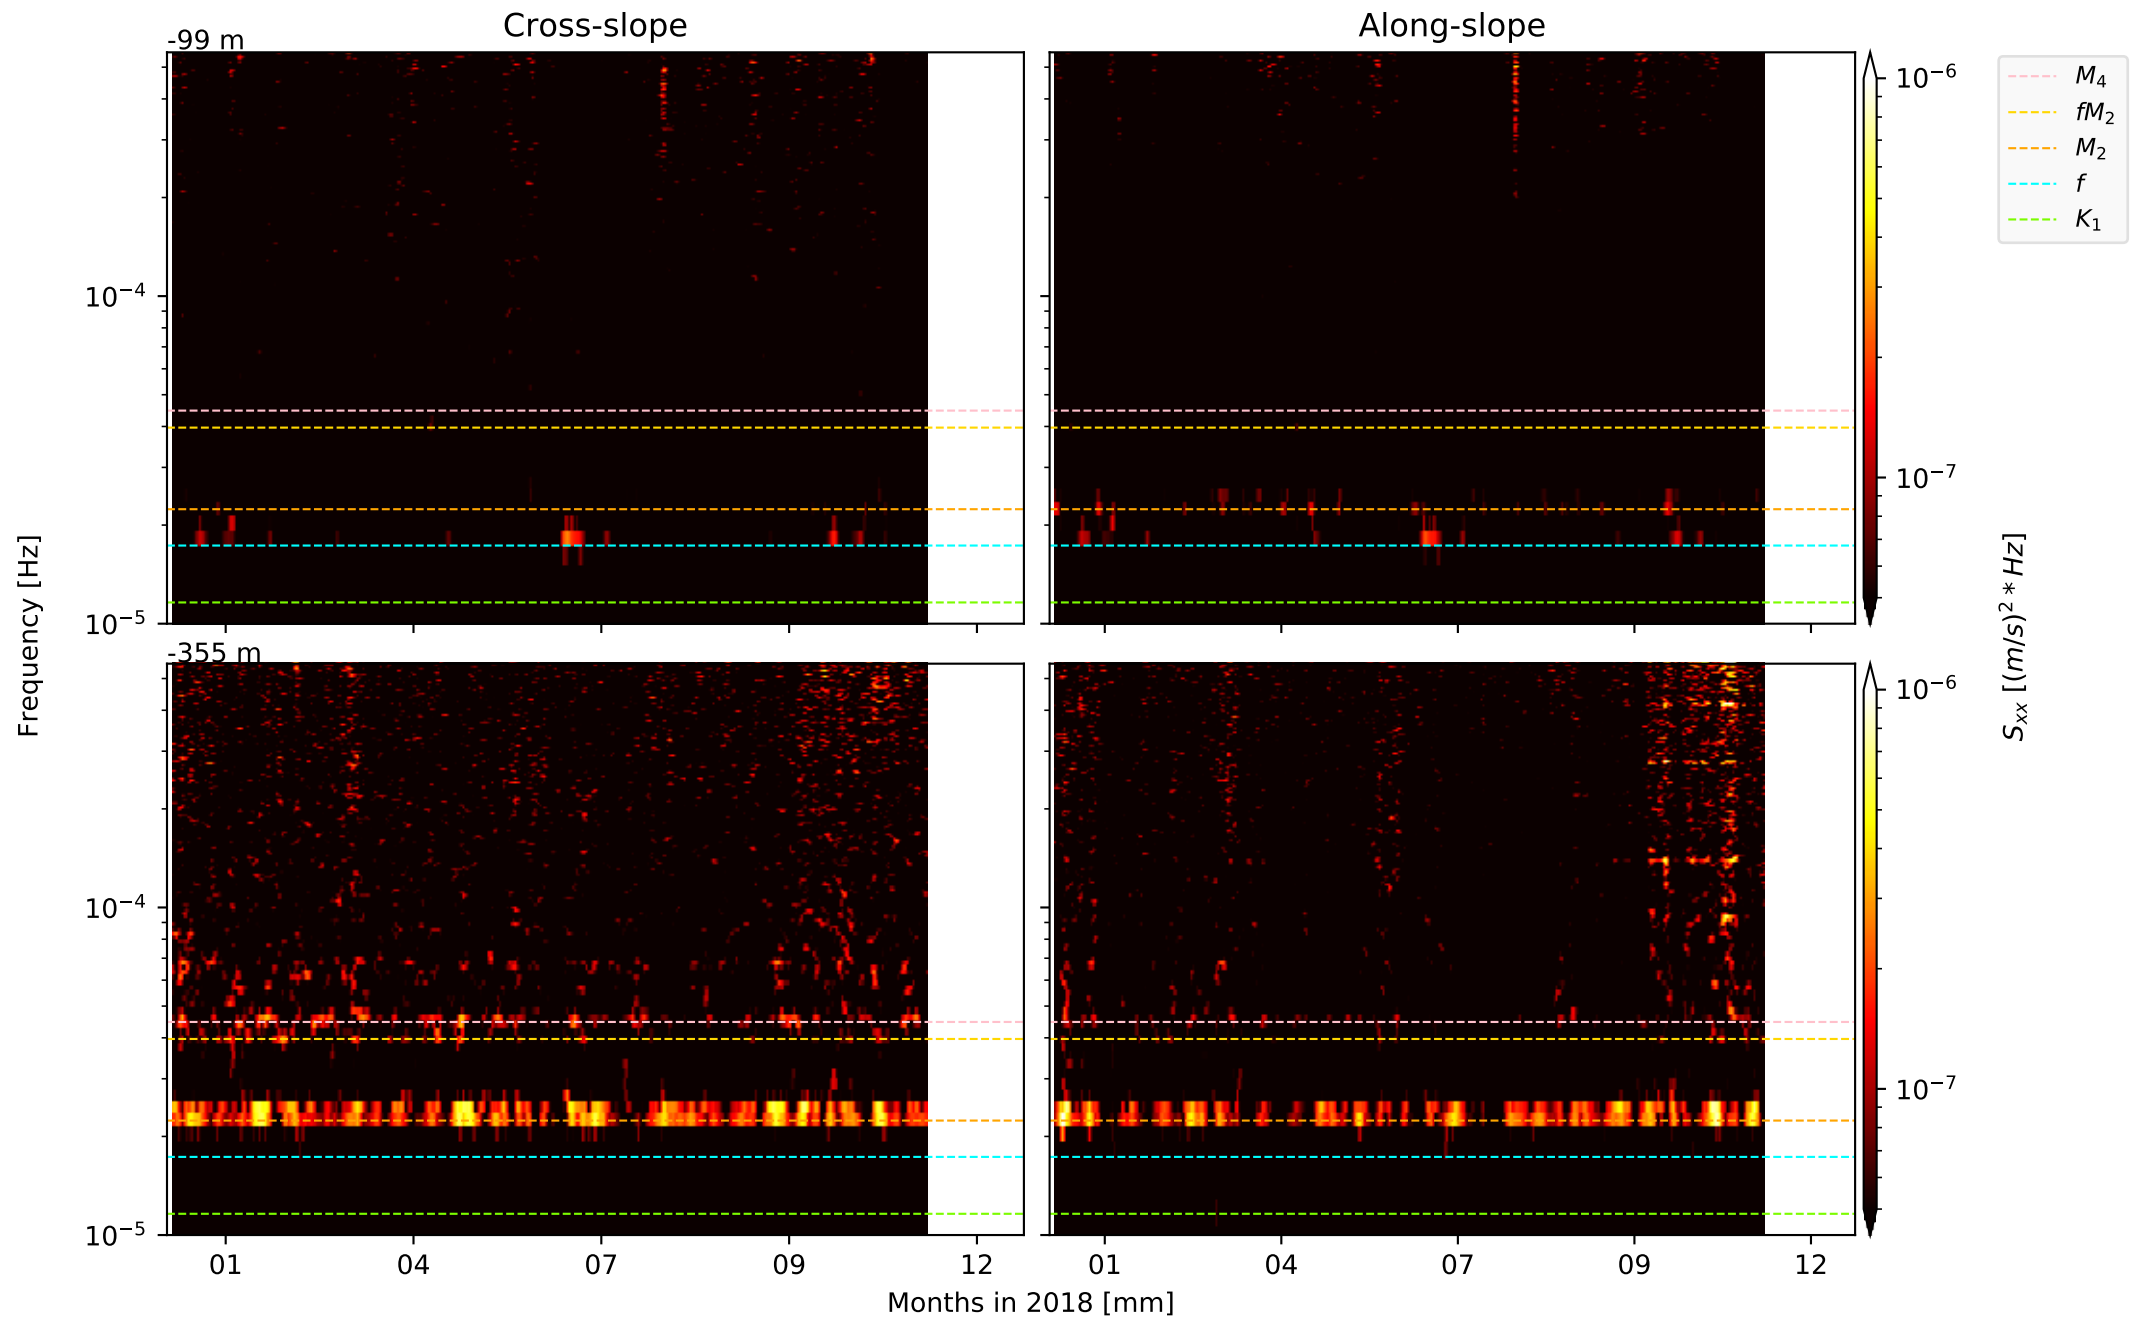 Cross-slope
Along-slope
-99 m
10⁻⁴
10⁻⁵
10⁻⁶
10⁻⁷
M₄
fM₂
M₂
f
K₁
Frequency [Hz]
Sₓₓ [(m/s)² * Hz]
-355 m
10⁻⁴
10⁻⁵
10⁻⁶
10⁻⁷
01
04
07
09
12
01
04
07
09
12
Months in 2018 [mm]